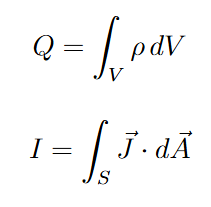 Q = ∫_V ρ dV
I = ∫_S J⃗ · dA⃗